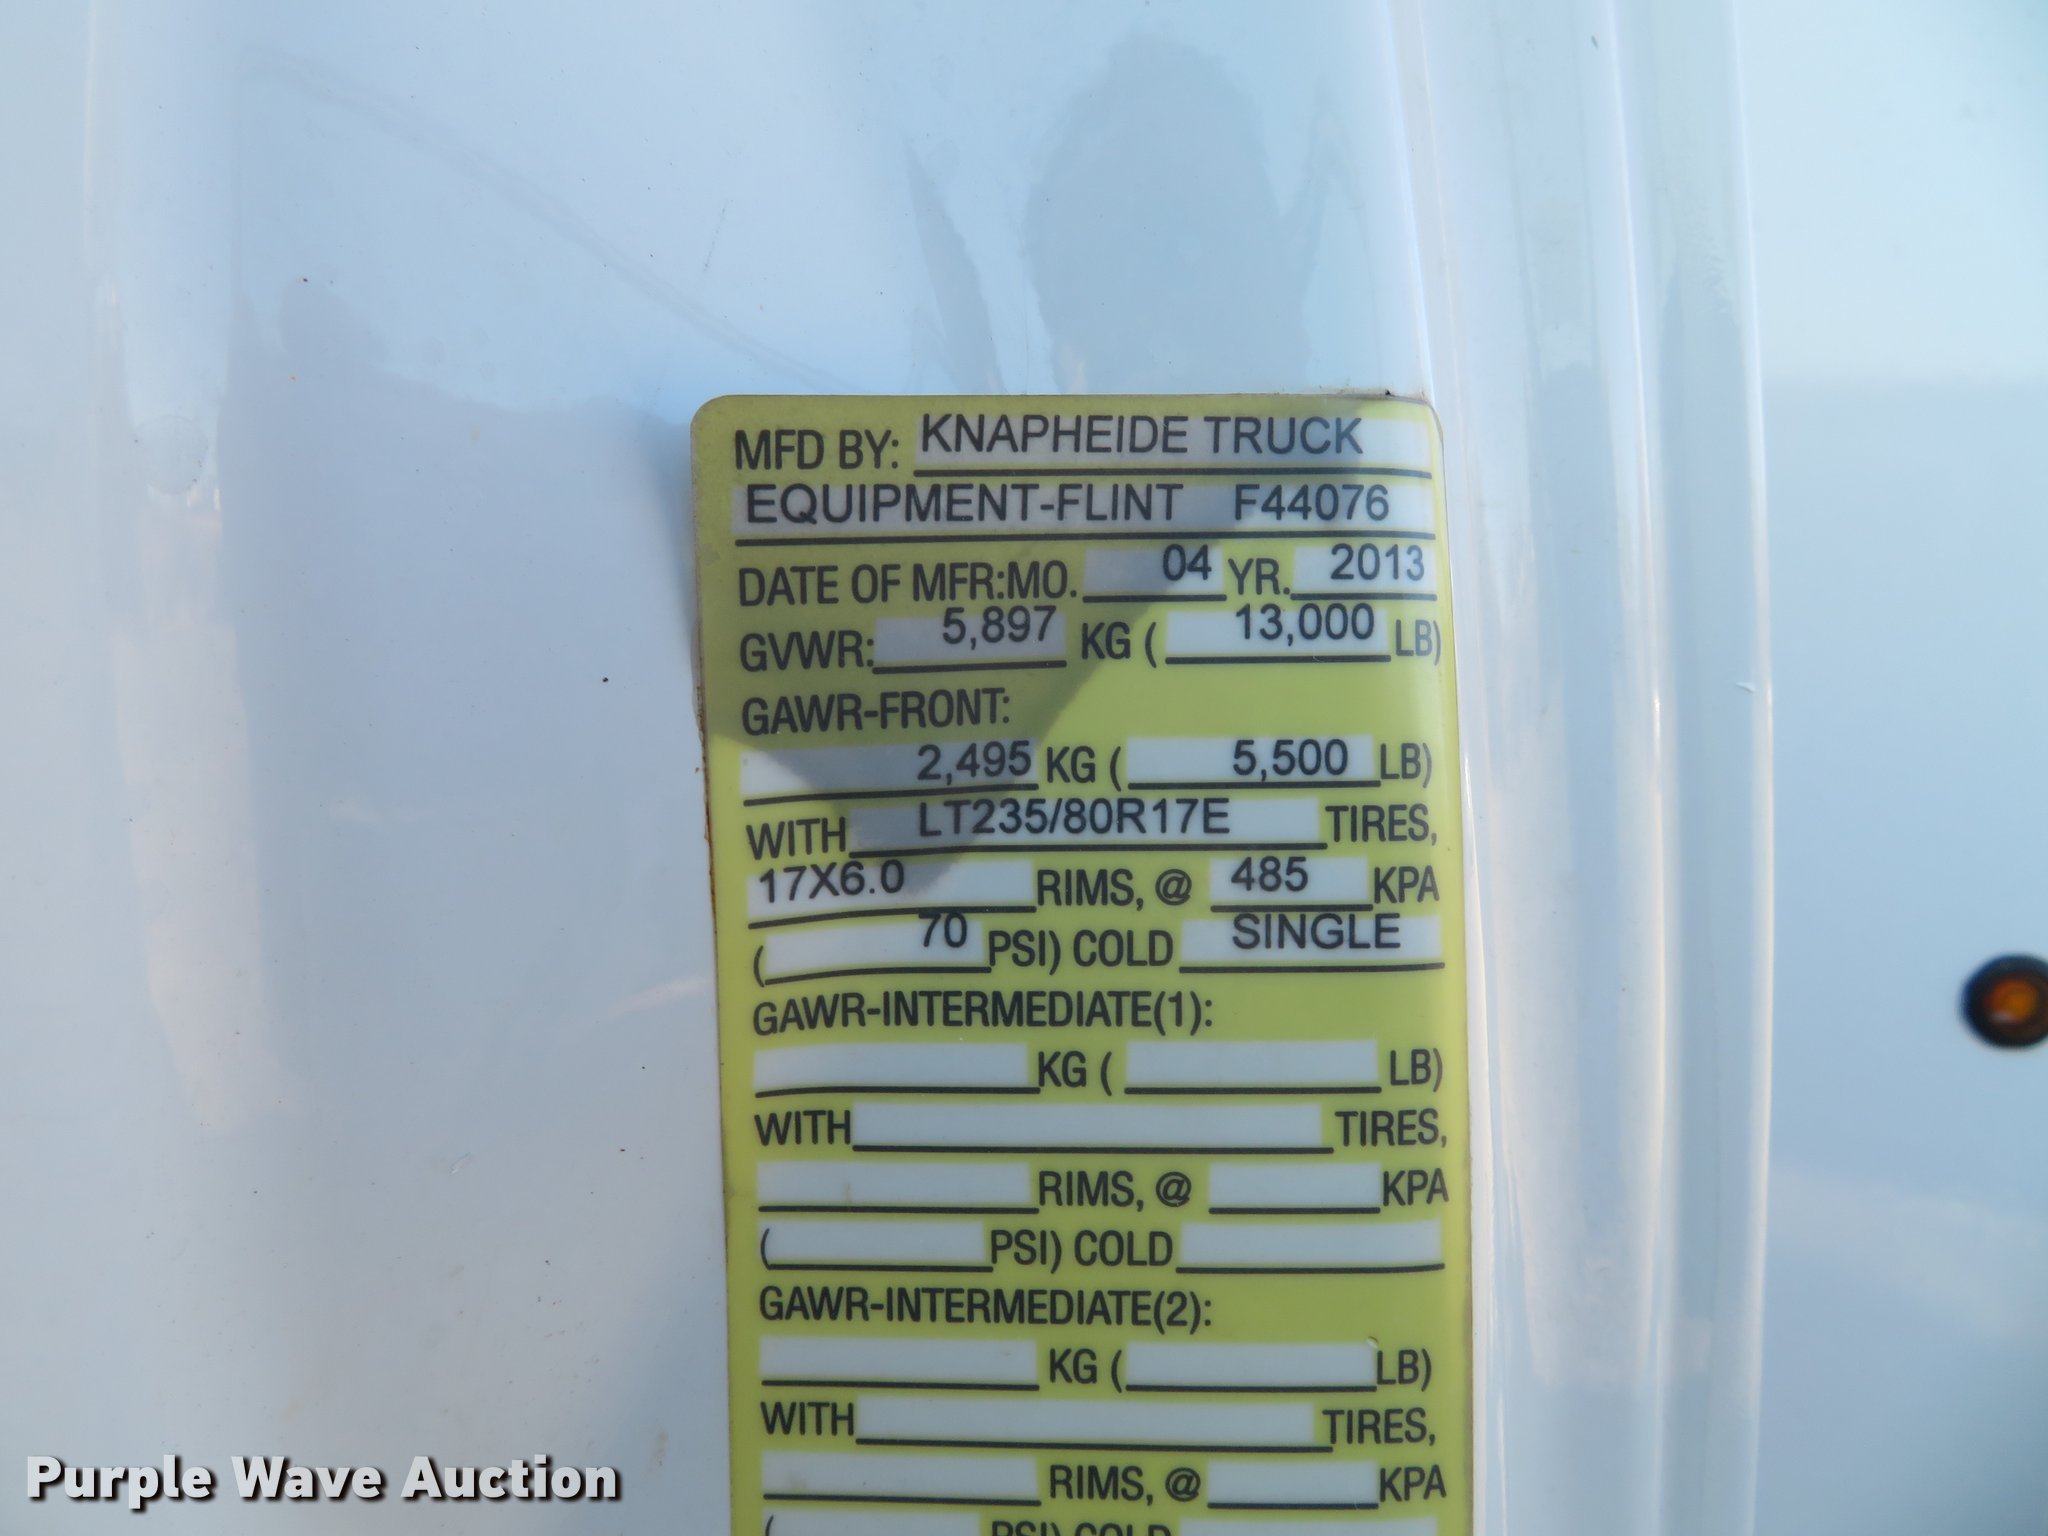 MFD BY: KNAPHEIDE TRUCK
EQUIPMENT-FLINT F44076
DATE OF MFR:MO. 04 YR. 2013
GVWR: 5,897 KG ( 13,000 LB)
GAWR-FRONT:
2,495 KG ( 5,500 LB)
WITH LT235/80R17E TIRES,
17X6.0 RIMS, @ 485 KPA
( 70 PSI) COLD SINGLE
GAWR-INTERMEDIATE(1):
KG ( LB)
WITH TIRES,
RIMS, @ KPA
( PSI) COLD
GAWR-INTERMEDIATE(2):
KG ( LB)
WITH TIRES,
RIMS, @ KPA
( PSI) COLD
Purple Wave Auction